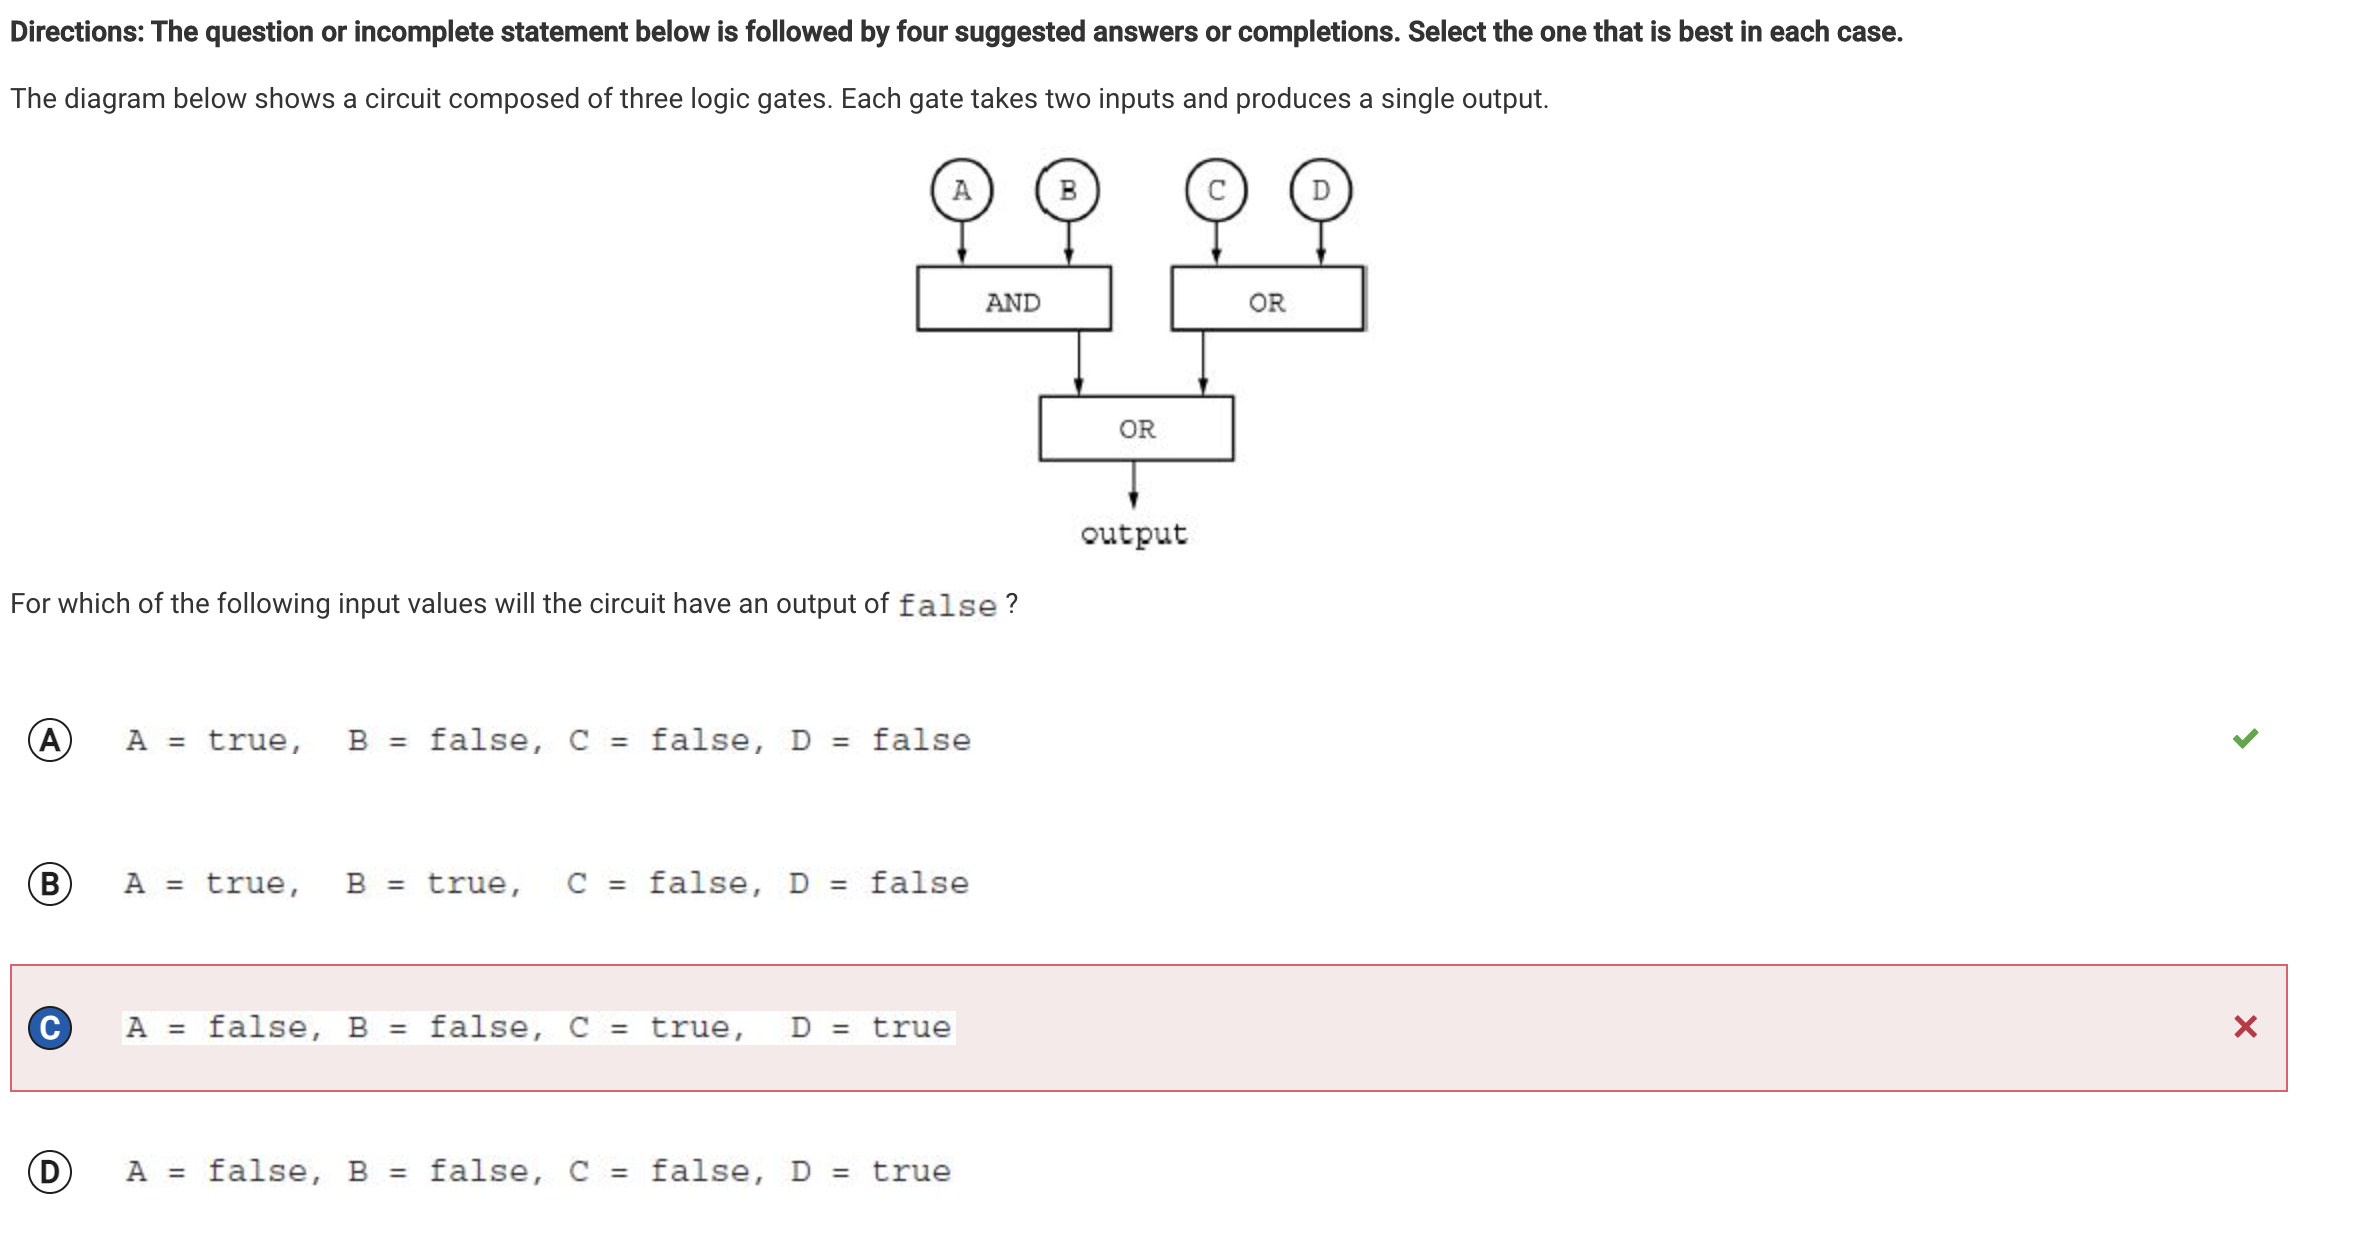 Directions: The question or incomplete statement below is followed by four suggested answers or completions. Select the one that is best in each case.
The diagram below shows a circuit composed of three logic gates. Each gate takes two inputs and produces a single output.
A B C D
AND OR
OR
output
For which of the following input values will the circuit have an output of false ?
A A = true, B = false, C = false, D = false
B A = true, B = true, C = false, D = false
C A = false, B = false, C = true, D = true
D A = false, B = false, C = false, D = true